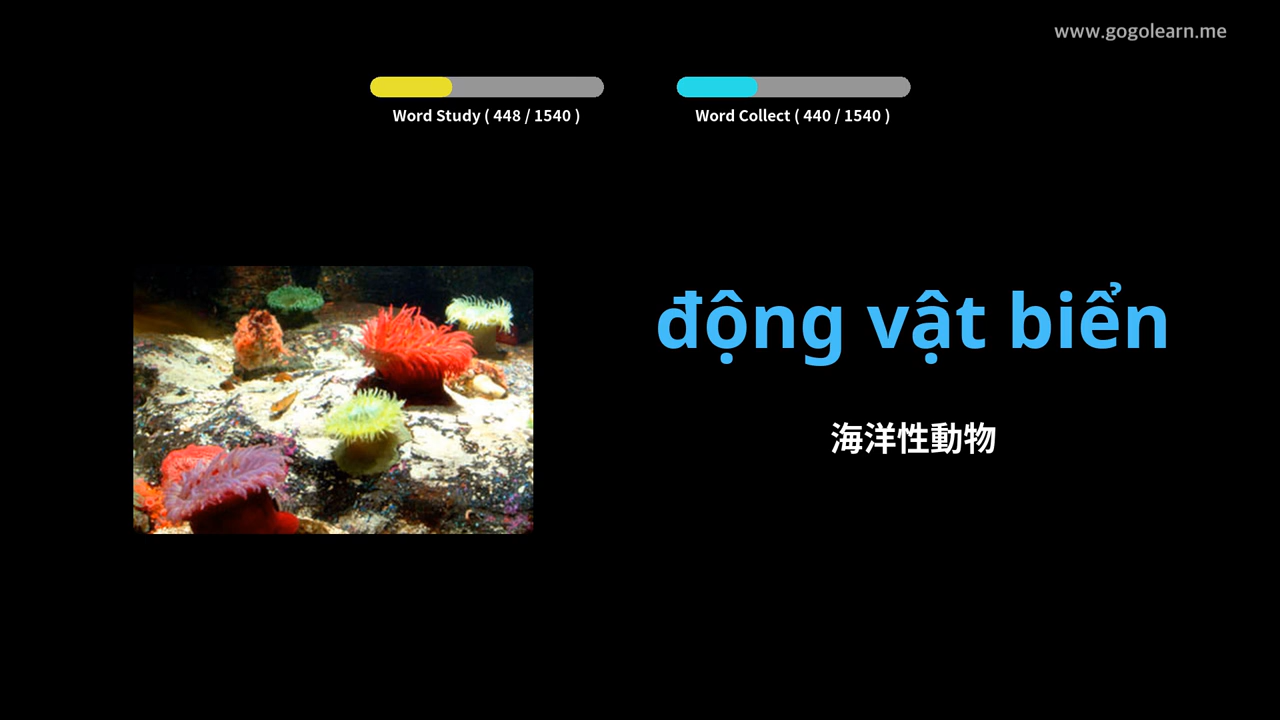 www.gogolearn.me
Word Study ( 448 / 1540 )
Word Collect ( 440 / 1540 )
động vật biển
海洋性動物